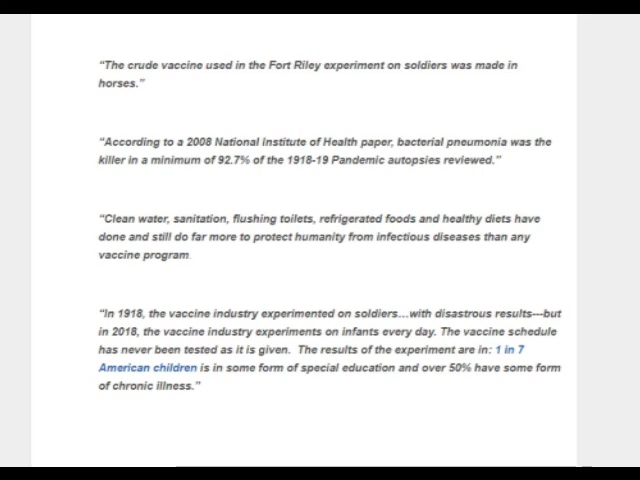 “The crude vaccine used in the Fort Riley experiment on soldiers was made in
horses.”
“According to a 2008 National Institute of Health paper, bacterial pneumonia was the
killer in a minimum of 92.7% of the 1918-19 Pandemic autopsies reviewed.”
“Clean water, sanitation, flushing toilets, refrigerated foods and healthy diets have
done and still do far more to protect humanity from infectious diseases than any
vaccine program.
“In 1918, the vaccine industry experimented on soldiers…with disastrous results---but
in 2018, the vaccine industry experiments on infants every day. The vaccine schedule
has never been tested as it is given.  The results of the experiment are in: 1 in 7
American children is in some form of special education and over 50% have some form
of chronic illness.”